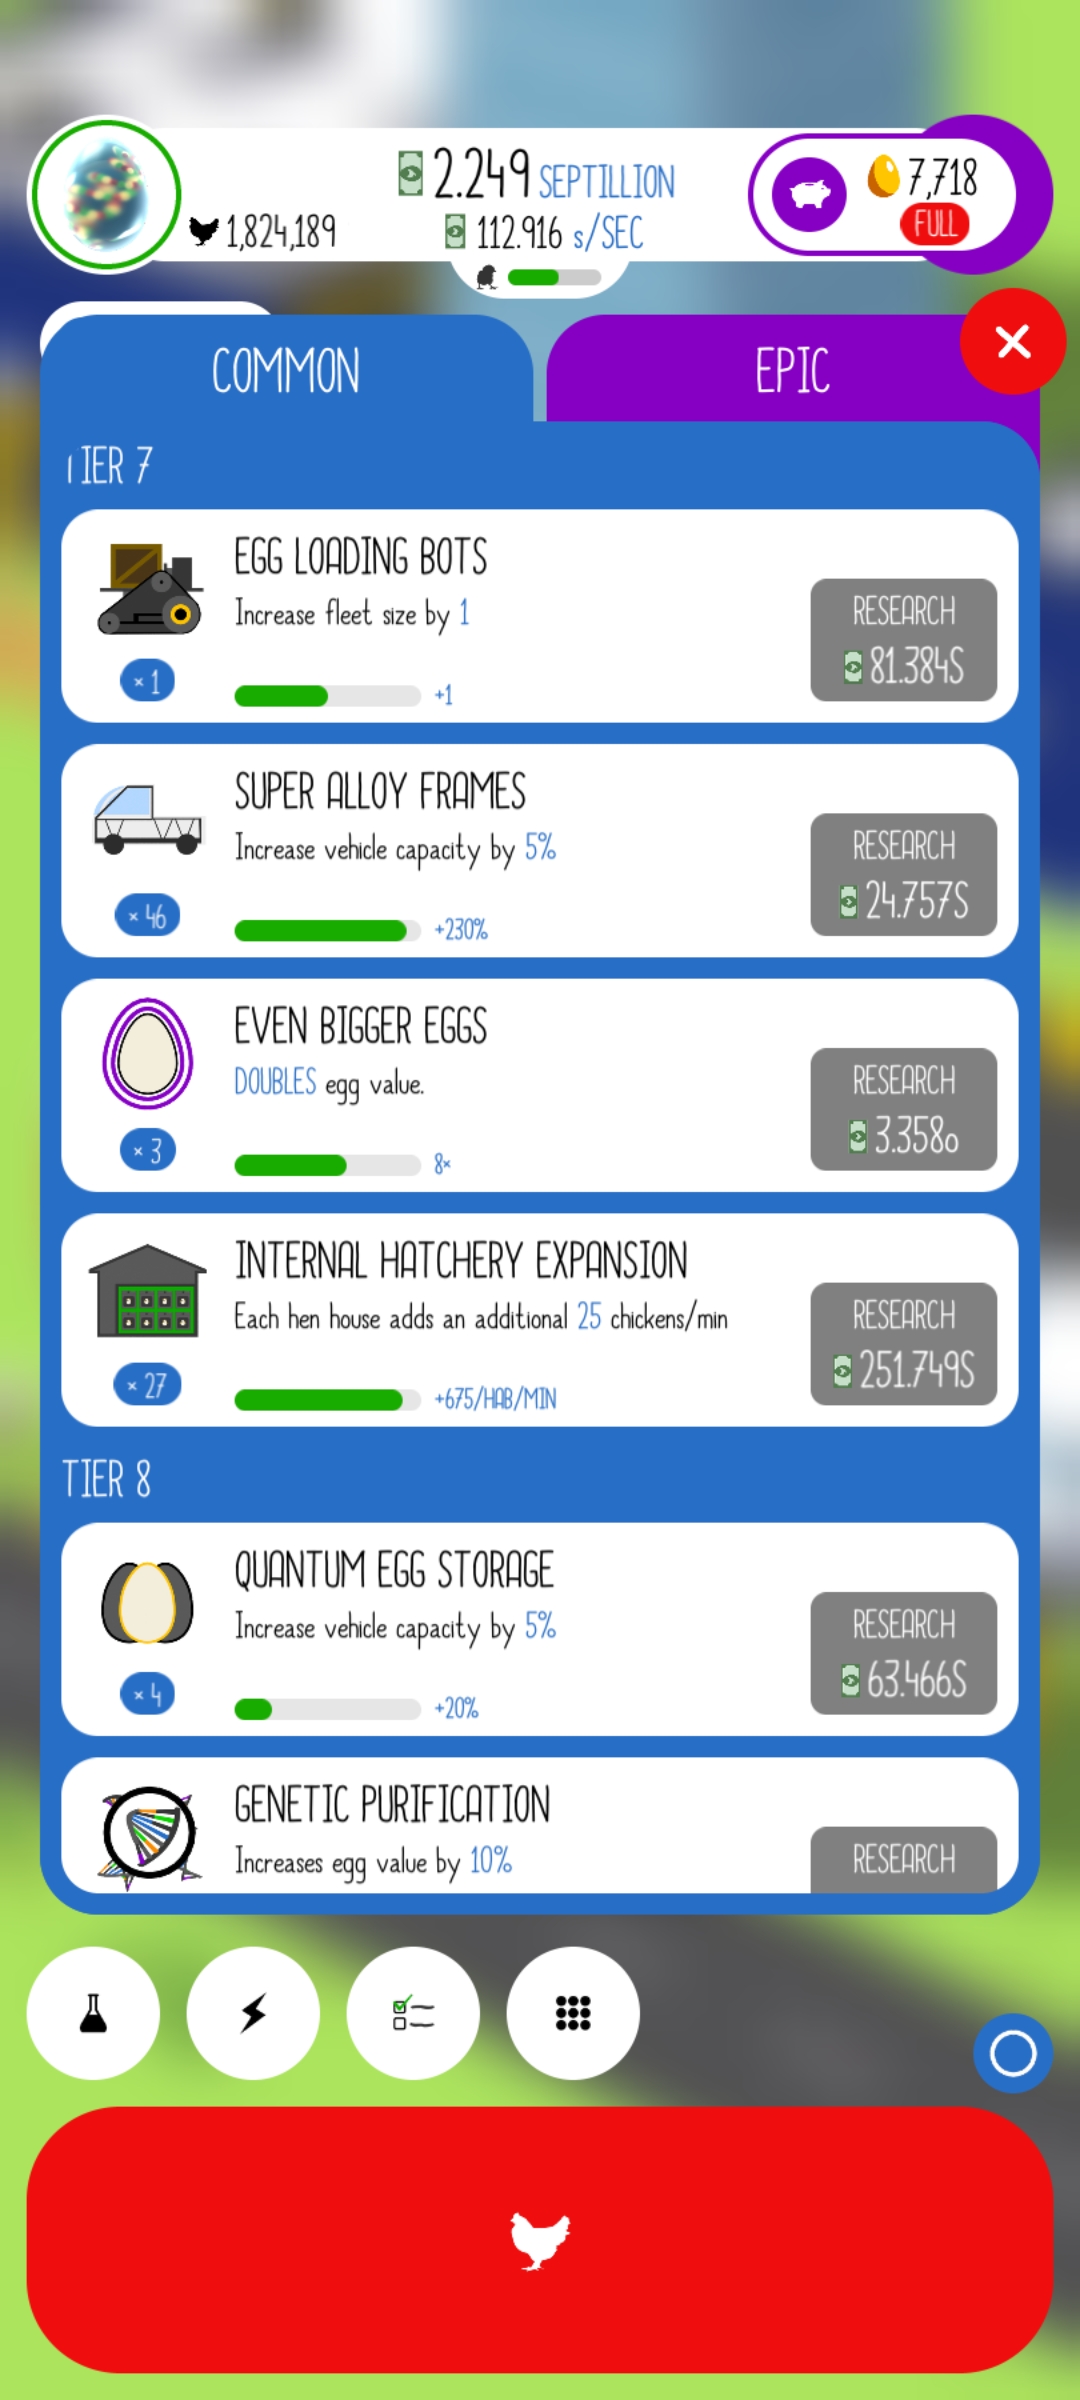 2.249 SEPTILLION
7,718
1,824,189
112.916 s/SEC
FULL
COMMON
EPIC
TIER 7
EGG LOADING BOTS
Increase fleet size by 1
RESEARCH
81.384S
× 1
+1
SUPER ALLOY FRAMES
Increase vehicle capacity by 5%
RESEARCH
24.757S
× 46
+230%
EVEN BIGGER EGGS
DOUBLES egg value.
RESEARCH
3.358o
× 3
8×
INTERNAL HATCHERY EXPANSION
Each hen house adds an additional 25 chickens/min
RESEARCH
251.749S
× 27
+675/HAB/MIN
TIER 8
QUANTUM EGG STORAGE
Increase vehicle capacity by 5%
RESEARCH
63.466S
× 4
+20%
GENETIC PURIFICATION
Increases egg value by 10%
RESEARCH